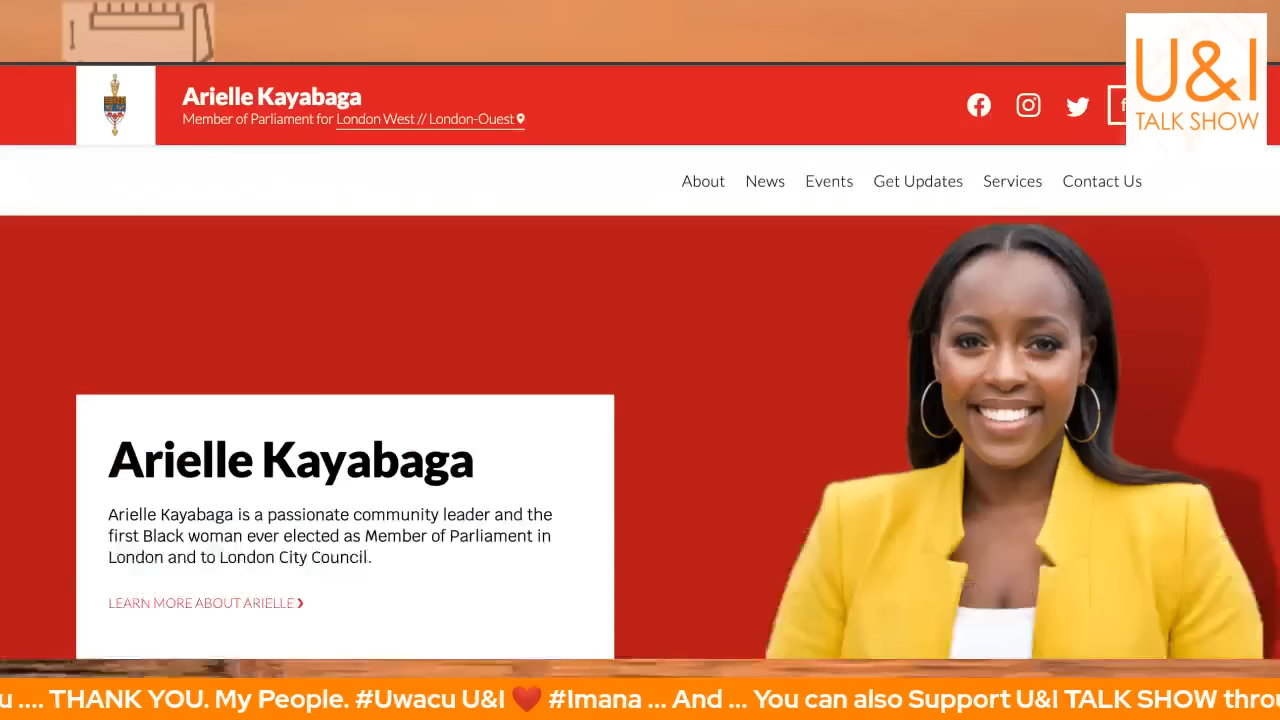 U&I
TALK SHOW
Arielle Kayabaga
Member of Parliament for London West // London-Ouest
About News Events Get Updates Services Contact Us
Arielle Kayabaga
Arielle Kayabaga is a passionate community leader and the
first Black woman ever elected as Member of Parliament in
London and to London City Council.
LEARN MORE ABOUT ARIELLE ❯
u .... THANK YOU. My People. #Uwacu U&I ❤️ #Imana ... And ... You can also Support U&I TALK SHOW throu